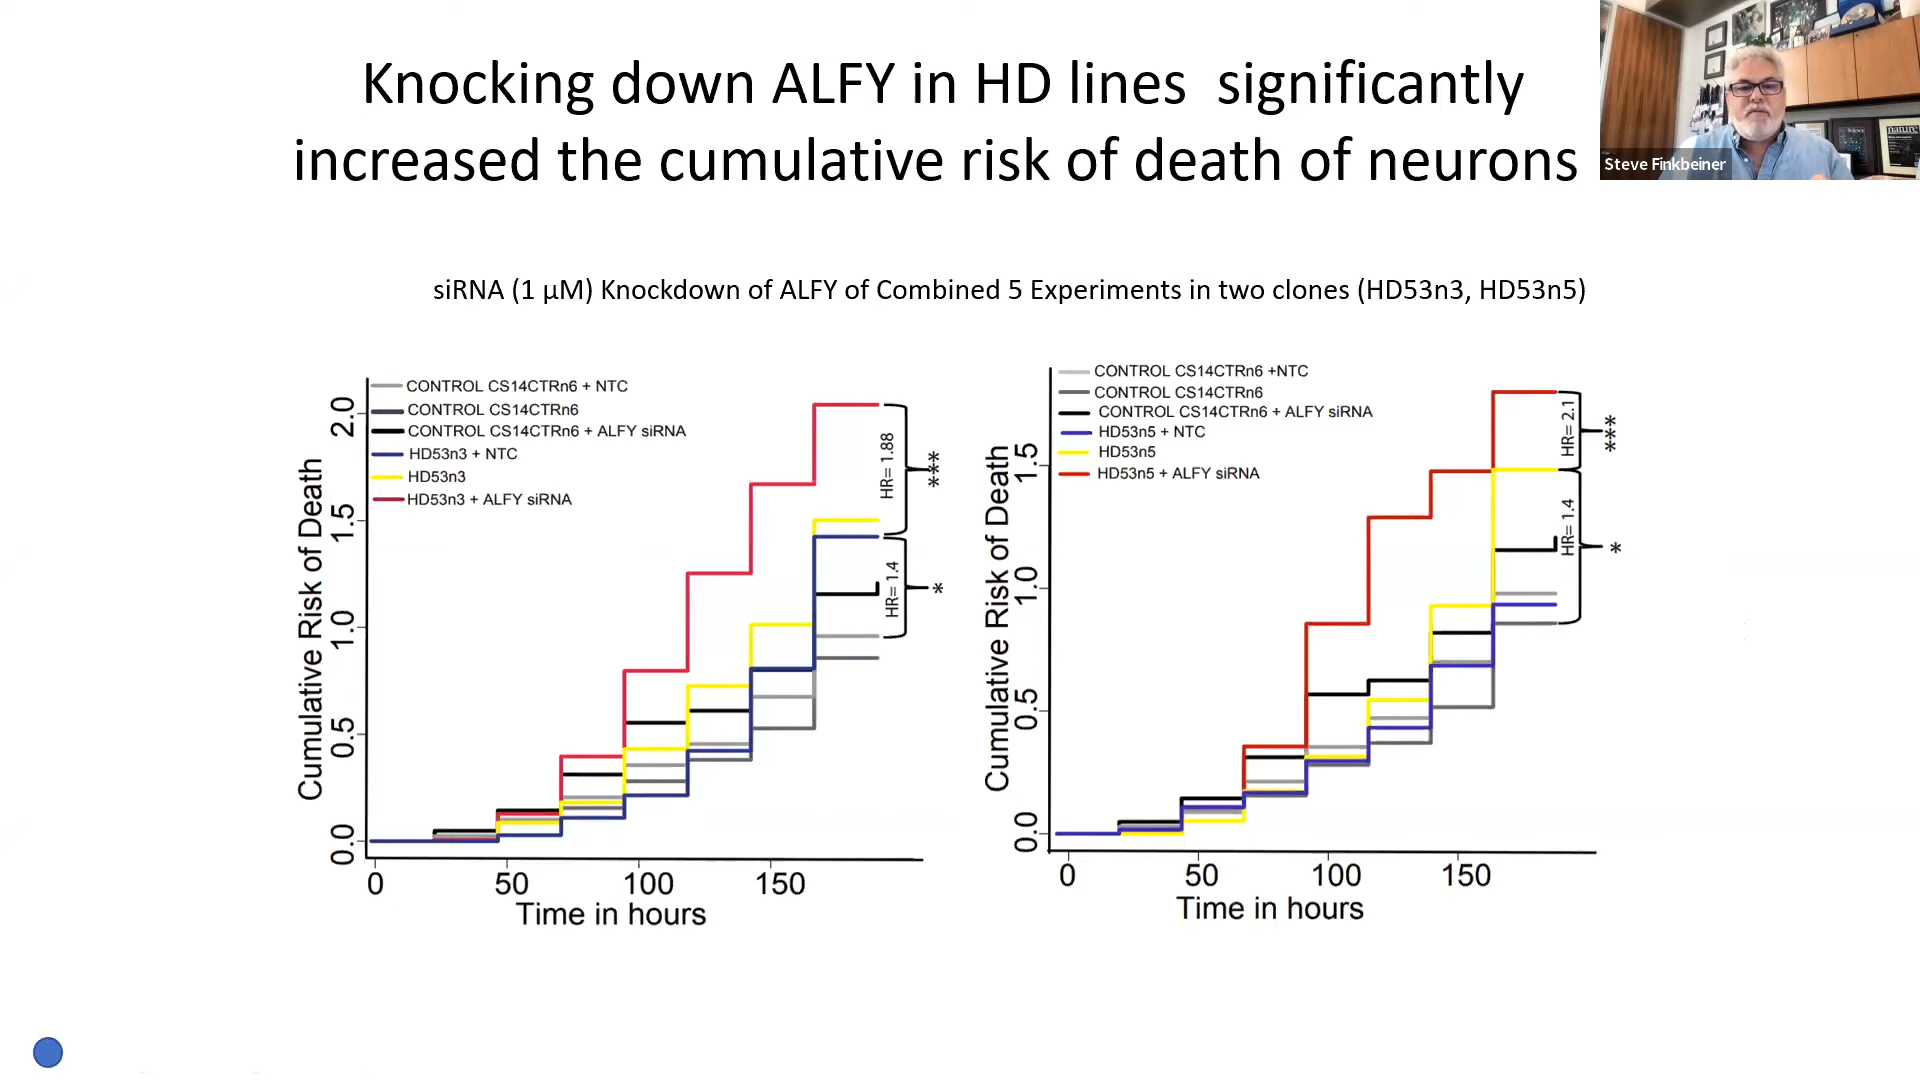 Knocking down ALFY in HD lines significantly
increased the cumulative risk of death of neurons
Steve Finkbeiner
nature
siRNA (1 µM) Knockdown of ALFY of Combined 5 Experiments in two clones (HD53n3, HD53n5)
CONTROL CS14CTRn6 + NTC
CONTROL CS14CTRn6
CONTROL CS14CTRn6 + ALFY siRNA
HD53n3 + NTC
HD53n3
HD53n3 + ALFY siRNA
Cumulative Risk of Death
2.0
1.5
1.0
0.5
0.0
HR= 1.88
***
HR= 1.4
*
0 50 100 150
Time in hours
CONTROL CS14CTRn6 +NTC
CONTROL CS14CTRn6
CONTROL CS14CTRn6 + ALFY siRNA
HD53n5 + NTC
HD53n5
HD53n5 + ALFY siRNA
Cumulative Risk of Death
1.5
1.0
0.5
0.0
HR= 2.1
***
HR= 1.4
*
0 50 100 150
Time in hours